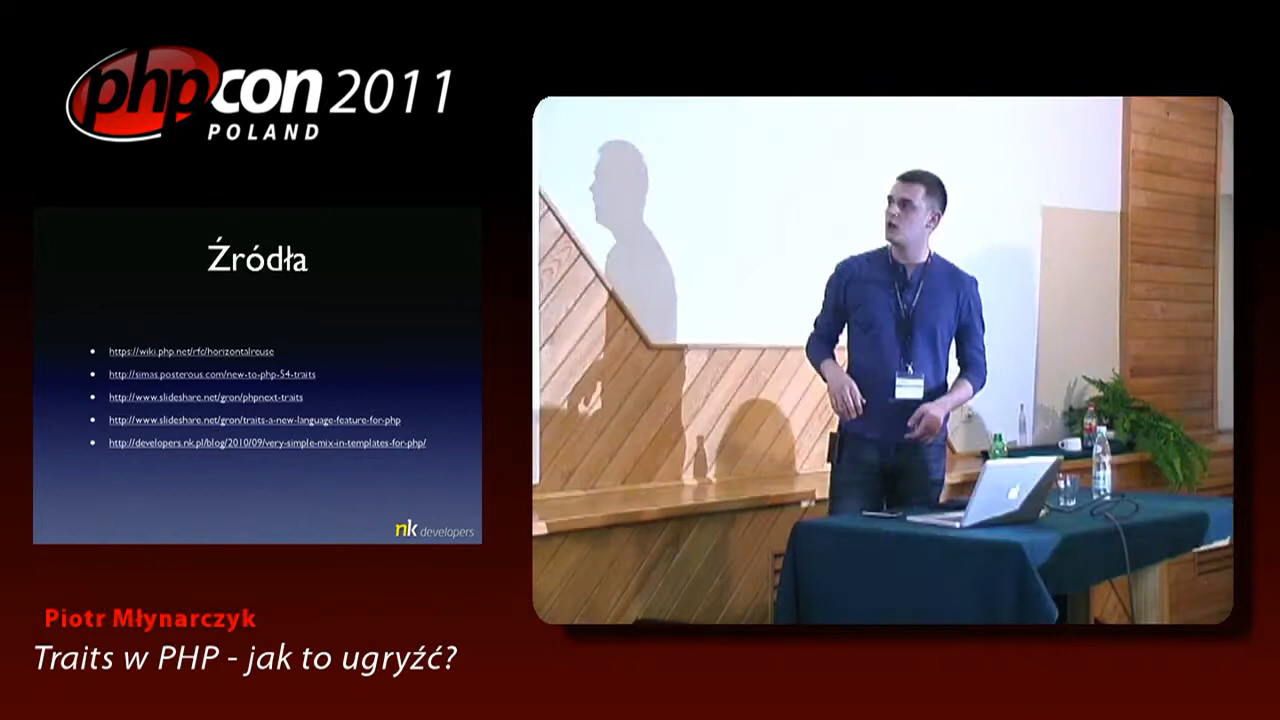 phpcon 2011
POLAND
Źródła
https://wiki.php.net/rfc/horizontalreuse
http://simas.posterous.com/new-to-php-54-traits
http://www.slideshare.net/gron/phpnext-traits
http://www.slideshare.net/gron/traits-a-new-language-feature-for-php
http://developers.nk.pl/blog/2010/09/very-simple-mix-in-templates-for-php/
nk developers
Piotr Młynarczyk
Traits w PHP - jak to ugryźć?